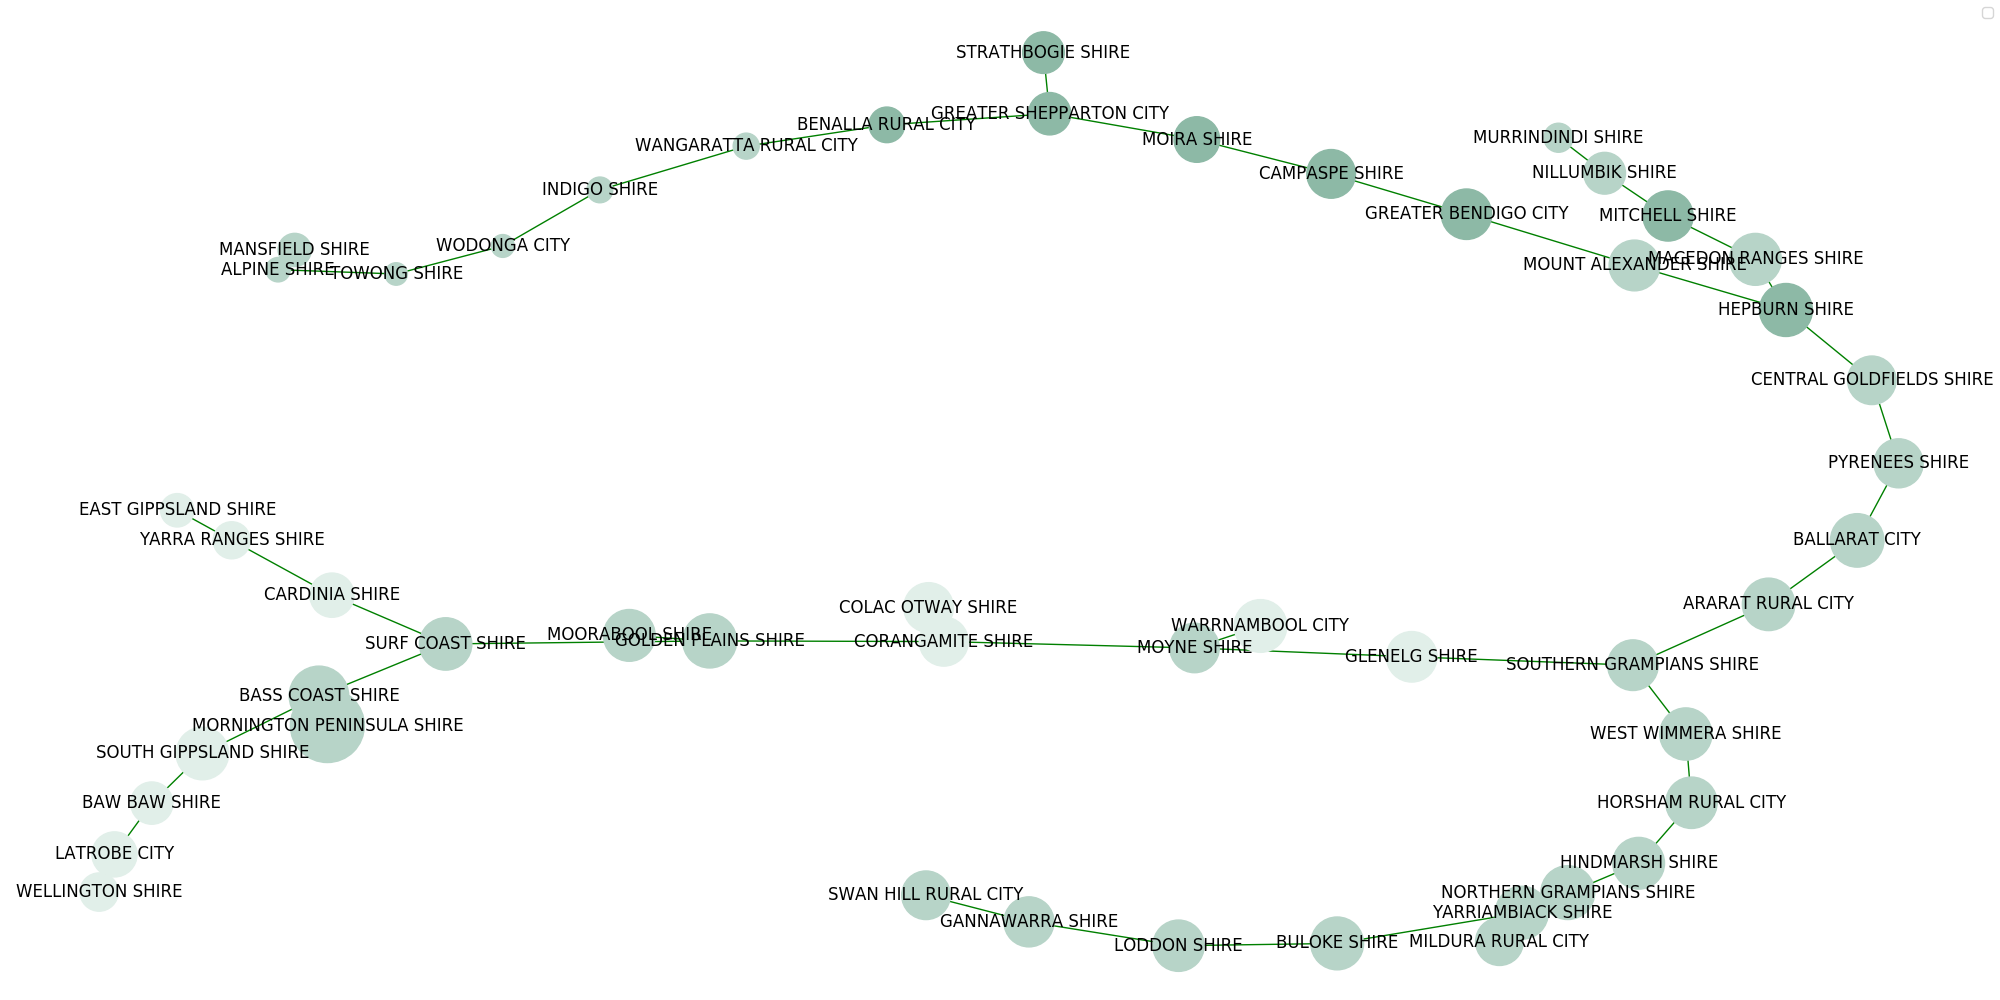 STRATHBOGIE SHIRE
GREATER SHEPPARTON CITY
BENALLA RURAL CITY
WANGARATTA RURAL CITY
MOIRA SHIRE
MURRINDINDI SHIRE
CAMPASPE SHIRE
NILLUMBIK SHIRE
INDIGO SHIRE
GREATER BENDIGO CITY
MITCHELL SHIRE
MANSFIELD SHIRE
WODONGA CITY
ALPINE SHIRE
TOWONG SHIRE
MOUNT ALEXANDER SHIRE
MACEDON RANGES SHIRE
HEPBURN SHIRE
CENTRAL GOLDFIELDS SHIRE
PYRENEES SHIRE
EAST GIPPSLAND SHIRE
YARRA RANGES SHIRE
BALLARAT CITY
CARDINIA SHIRE
COLAC OTWAY SHIRE
ARARAT RURAL CITY
WARRNAMBOOL CITY
SURF COAST SHIRE
MOORABOOL SHIRE
GOLDEN PLAINS SHIRE
CORANGAMITE SHIRE
MOYNE SHIRE
GLENELG SHIRE
SOUTHERN GRAMPIANS SHIRE
BASS COAST SHIRE
MORNINGTON PENINSULA SHIRE
WEST WIMMERA SHIRE
SOUTH GIPPSLAND SHIRE
BAW BAW SHIRE
HORSHAM RURAL CITY
LATROBE CITY
HINDMARSH SHIRE
WELLINGTON SHIRE
SWAN HILL RURAL CITY
NORTHERN GRAMPIANS SHIRE
YARRIAMBIACK SHIRE
GANNAWARRA SHIRE
LODDON SHIRE
BULOKE SHIRE
MILDURA RURAL CITY